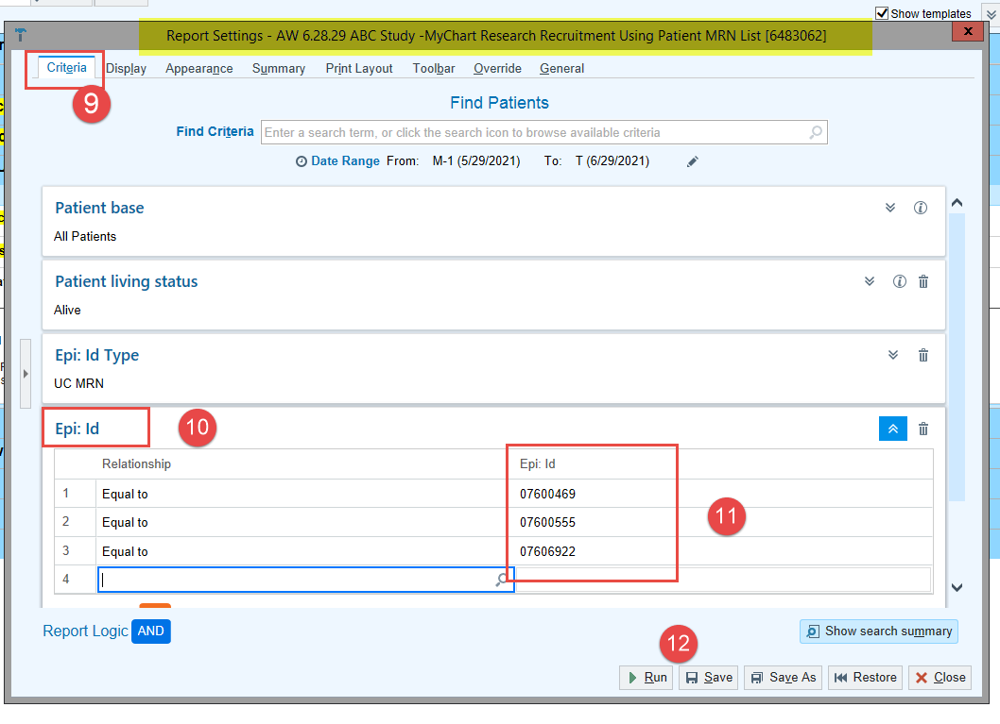 Show templates
Report Settings - AW 6.28.29 ABC Study -MyChart Research Recruitment Using Patient MRN List [6483062]
x
Criteria Display Appearance Summary Print Layout Toolbar Override General
9
Find Patients
Find Criteria Enter a search term, or click the search icon to browse available criteria
Date Range From: M-1 (5/29/2021) To: T (6/29/2021)
Patient base
All Patients
Patient living status
Alive
Epi: Id Type
UC MRN
Epi: Id
10
Relationship Epi: Id
1 Equal to 07600469
2 Equal to 07600555
11
3 Equal to 07606922
4
Report Logic AND
Show search summary
12
Run Save Save As Restore Close